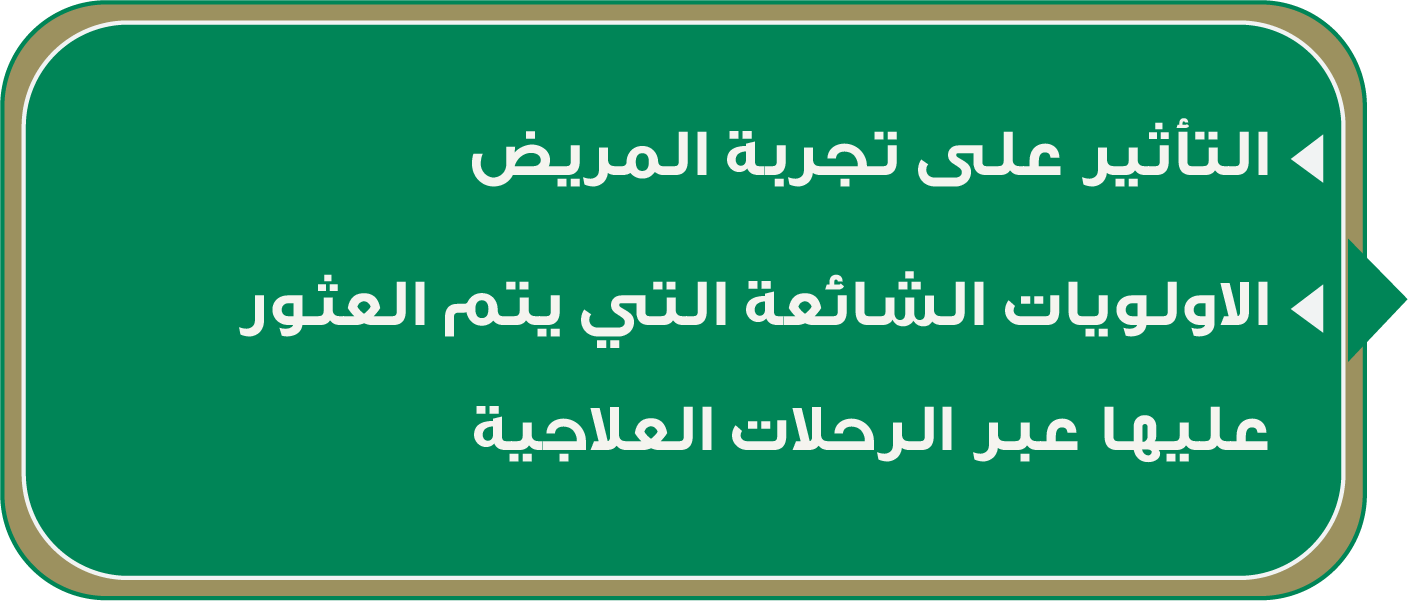 التأثير على تجربة المريض
الاولويات الشائعة التي يتم العثور
عليها عبر الرحلات العلاجية